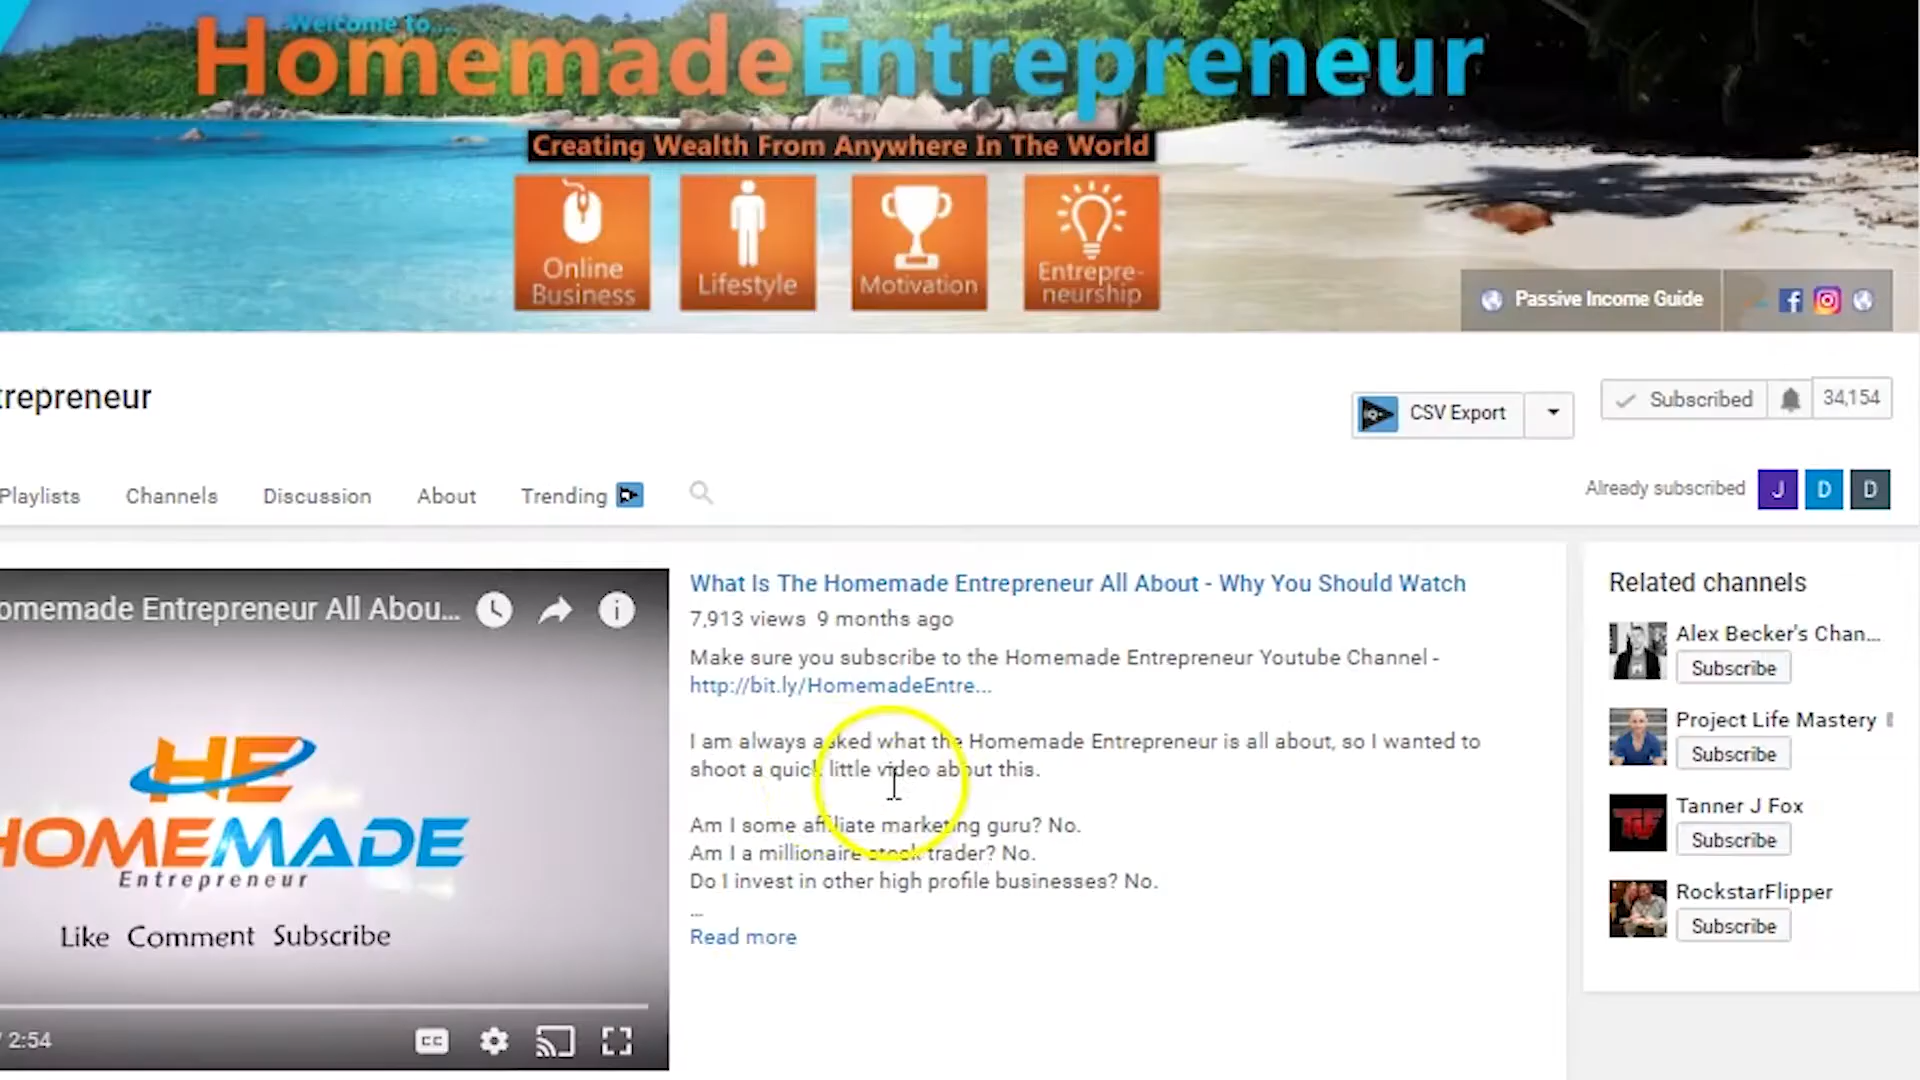 Welcome to....
HomemadeEntrepreneur
Creating Wealth From Anywhere In The World
Online Business
Lifestyle
Motivation
Entrepre-neurship
Passive Income Guide
trepreneur
CSV Export
Subscribed 34,154
Playlists Channels Discussion About Trending
Already subscribed J D D
omemade Entrepreneur All Abou...
HE
HOMEMADE
Entrepreneur
Like Comment Subscribe
/ 2:54
CC
What Is The Homemade Entrepreneur All About - Why You Should Watch
7,913 views 9 months ago
Make sure you subscribe to the Homemade Entrepreneur Youtube Channel -
http://bit.ly/HomemadeEntre...
I am always asked what the Homemade Entrepreneur is all about, so I wanted to
shoot a quick little video about this.
Am I some affiliate marketing guru? No.
Am I a millionaire stock trader? No.
Do I invest in other high profile businesses? No.
...
Read more
Related channels
Alex Becker's Chan...
Subscribe
Project Life Mastery
Subscribe
Tanner J Fox
Subscribe
RockstarFlipper
Subscribe